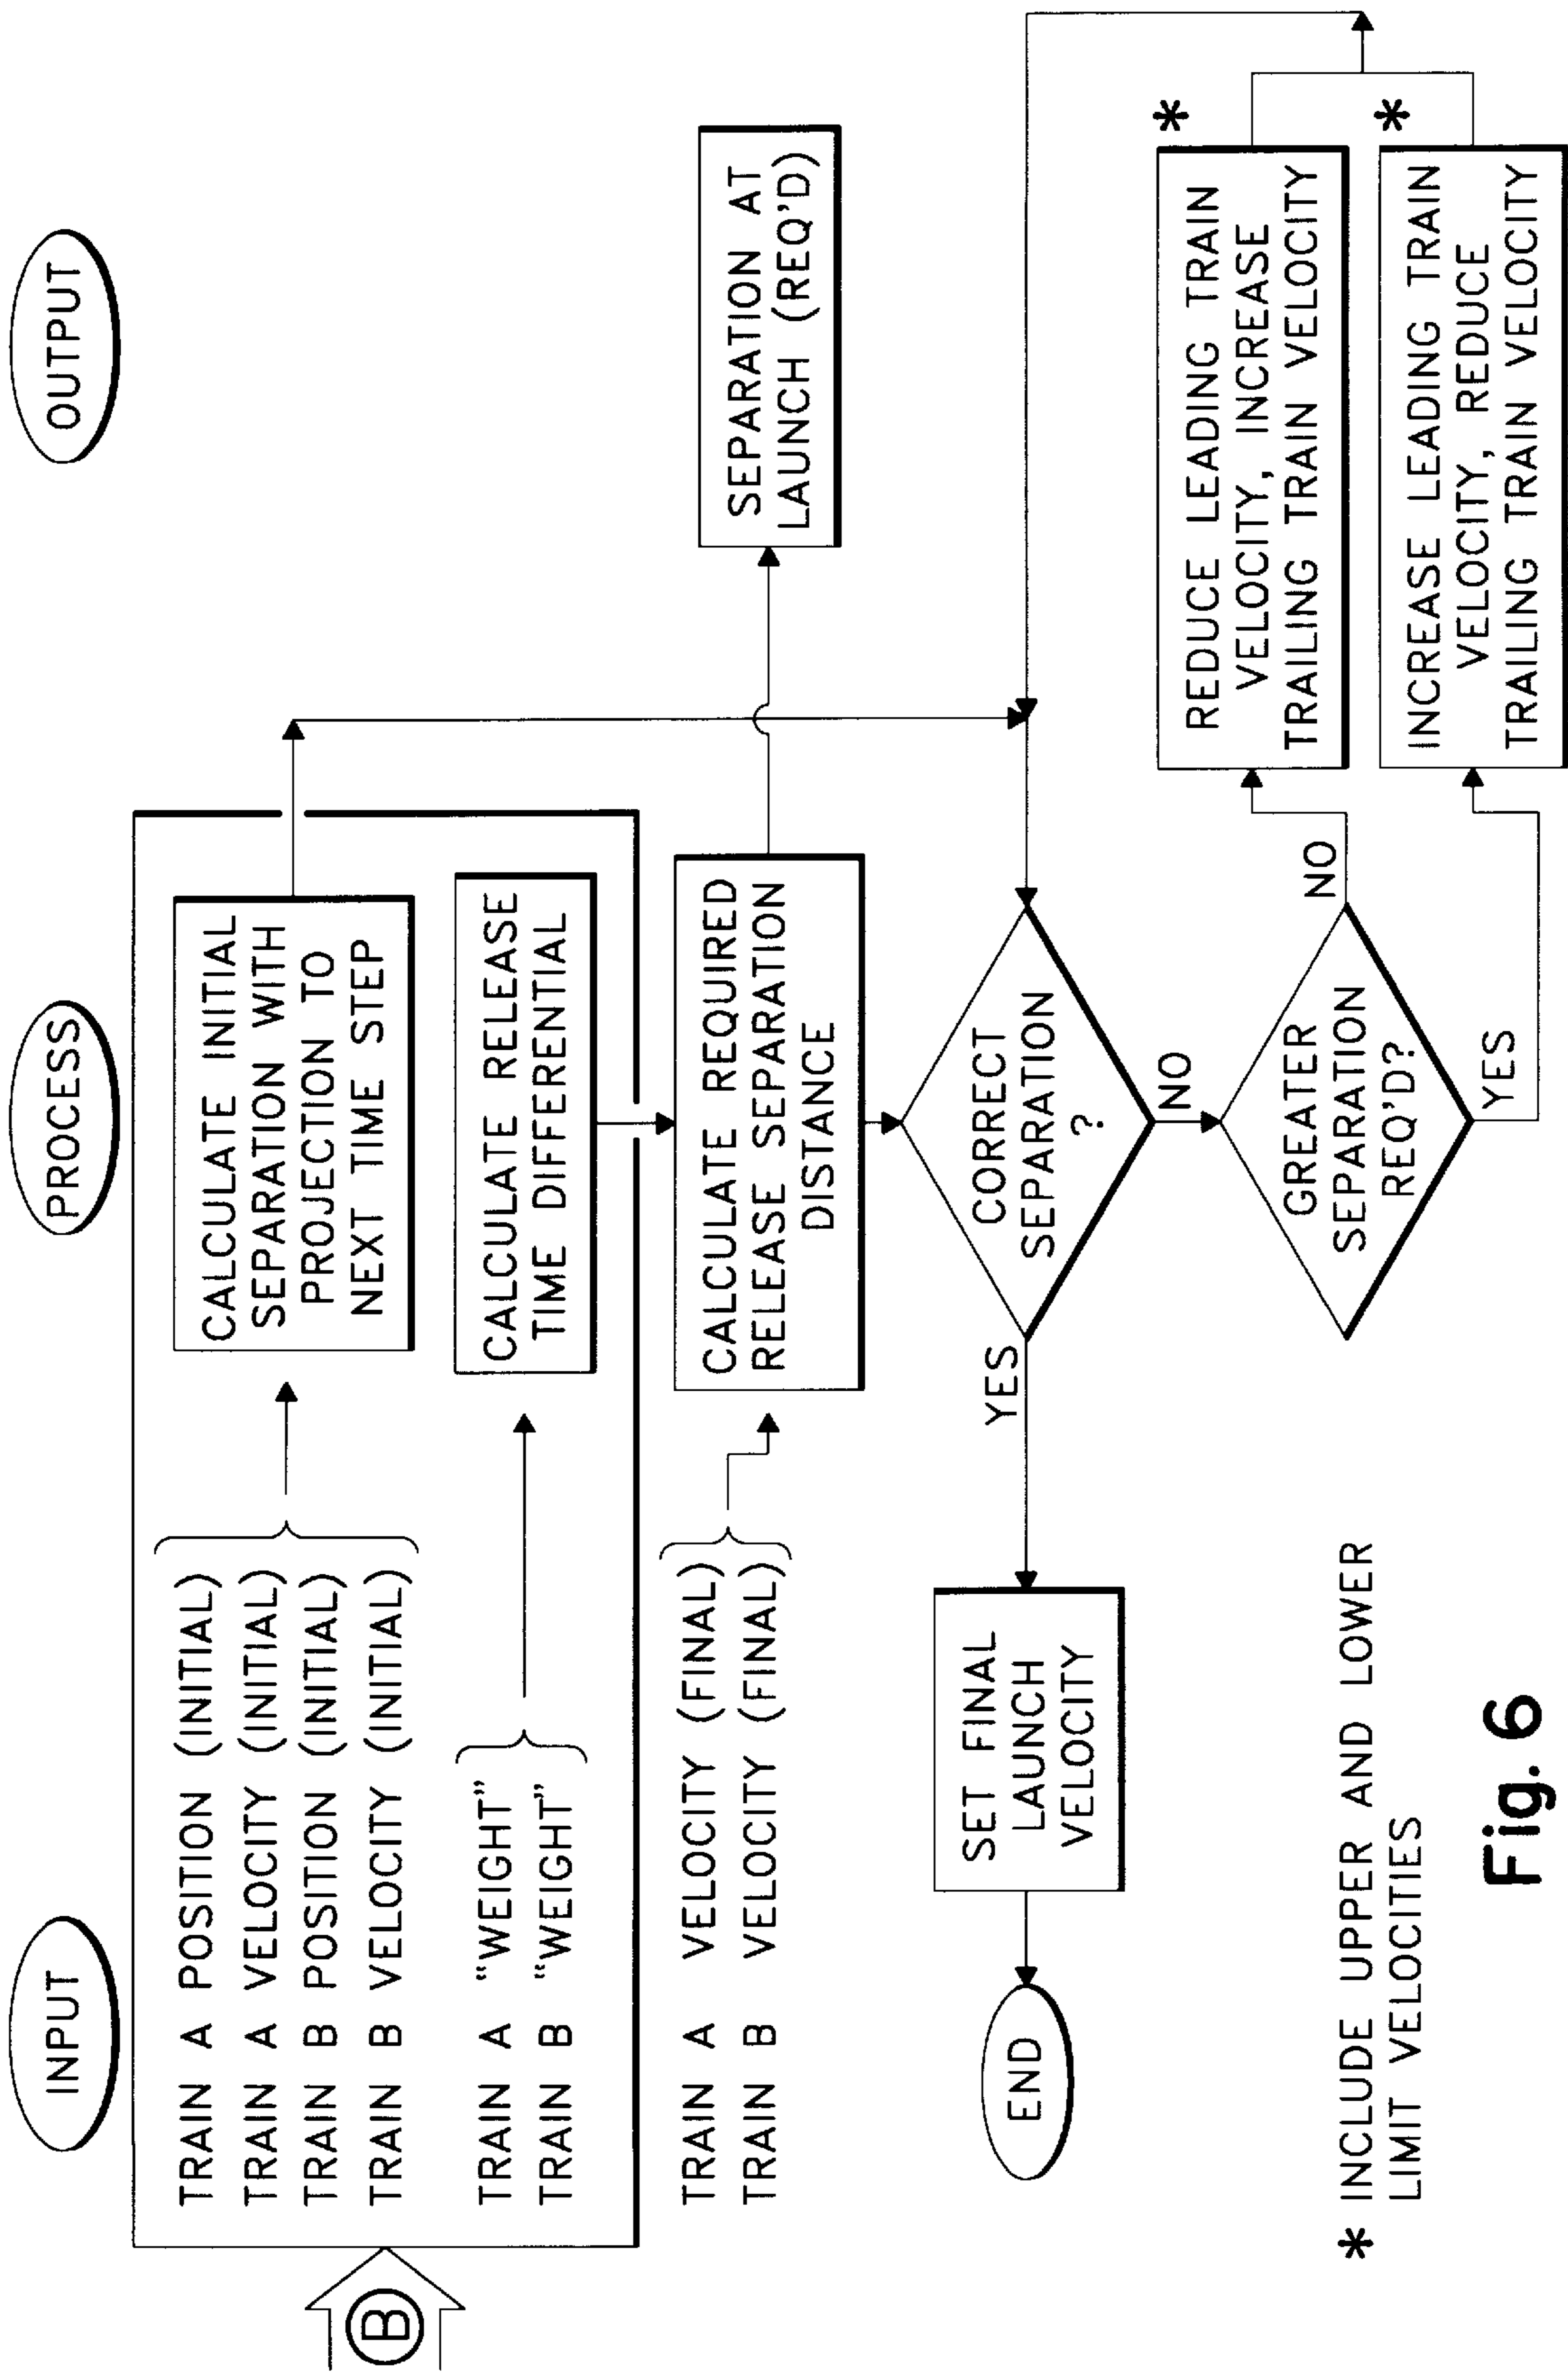 INPUT
PROCESS
OUTPUT
B
TRAIN A POSITION (INITIAL)
TRAIN A VELOCITY (INITIAL)
TRAIN B POSITION (INITIAL)
TRAIN B VELOCITY (INITIAL)
CALCULATE INITIAL
SEPARATION WITH
PROJECTION TO
NEXT TIME STEP
TRAIN A "WEIGHT"
TRAIN B "WEIGHT"
CALCULATE RELEASE
TIME DIFFERENTIAL
TRAIN A VELOCITY (FINAL)
TRAIN B VELOCITY (FINAL)
CALCULATE REQUIRED
RELEASE SEPARATION
DISTANCE
SEPARATION AT
LAUNCH (REQ'D)
END
SET FINAL
LAUNCH
VELOCITY
YES
CORRECT
SEPARATION
?
NO
GREATER
SEPARATION
REQ'D?
NO
YES
REDUCE LEADING TRAIN
VELOCITY, INCREASE
TRAILING TRAIN VELOCITY
*
INCREASE LEADING TRAIN
VELOCITY, REDUCE
TRAILING TRAIN VELOCITY
*
* INCLUDE UPPER AND LOWER
LIMIT VELOCITIES
Fig. 6